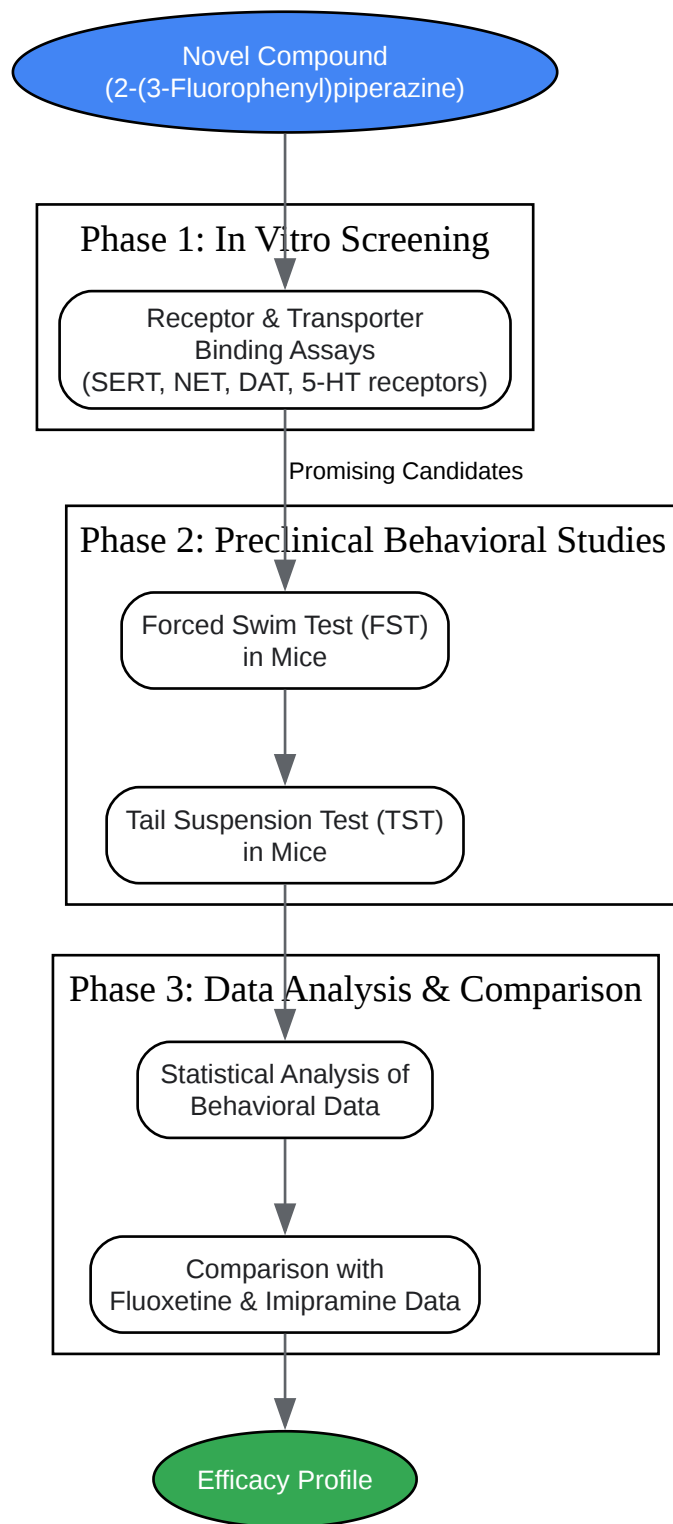 Novel Compound
(2-(3-Fluorophenyl)piperazine)
Phase 1: In Vitro Screening
Receptor & Transporter
Binding Assays
(SERT, NET, DAT, 5-HT receptors)
Promising Candidates
Phase 2: Preclinical Behavioral Studies
Forced Swim Test (FST)
in Mice
Tail Suspension Test (TST)
in Mice
Phase 3: Data Analysis & Comparison
Statistical Analysis of
Behavioral Data
Comparison with
Fluoxetine & Imipramine Data
Efficacy Profile